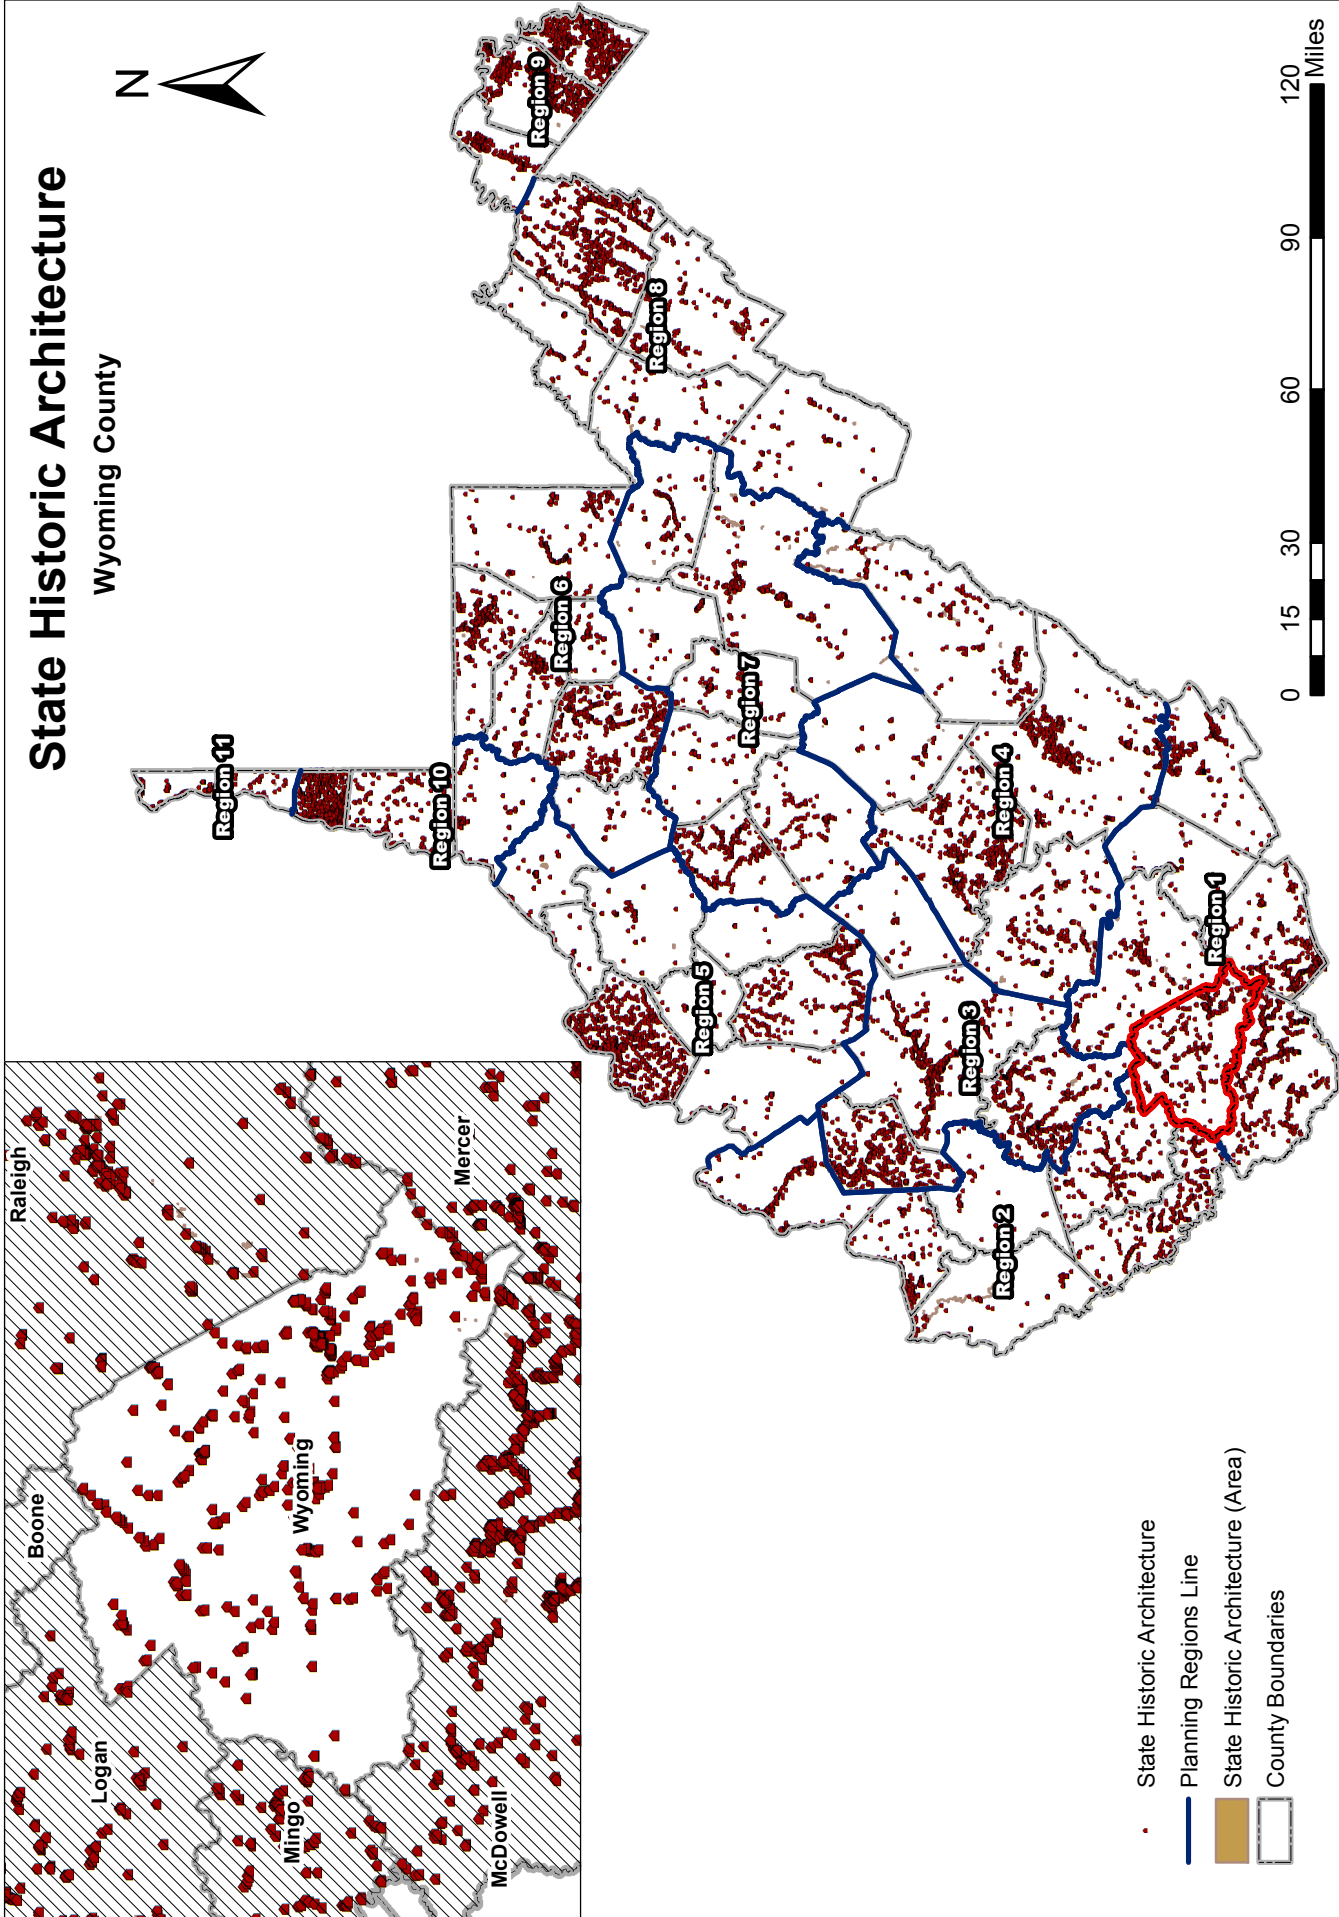 State Historic Architecture
Wyoming County
N
Raleigh
Boone
Mercer
Logan
Wyoming
Mingo
McDowell
Region 11
Region 10
Region 9
Region 6
Region 8
Region 7
Region 5
Region 4
Region 3
Region 2
Region 1
State Historic Architecture
Planning Regions Line
State Historic Architecture (Area)
County Boundaries
0 15 30 60 90 120
Miles